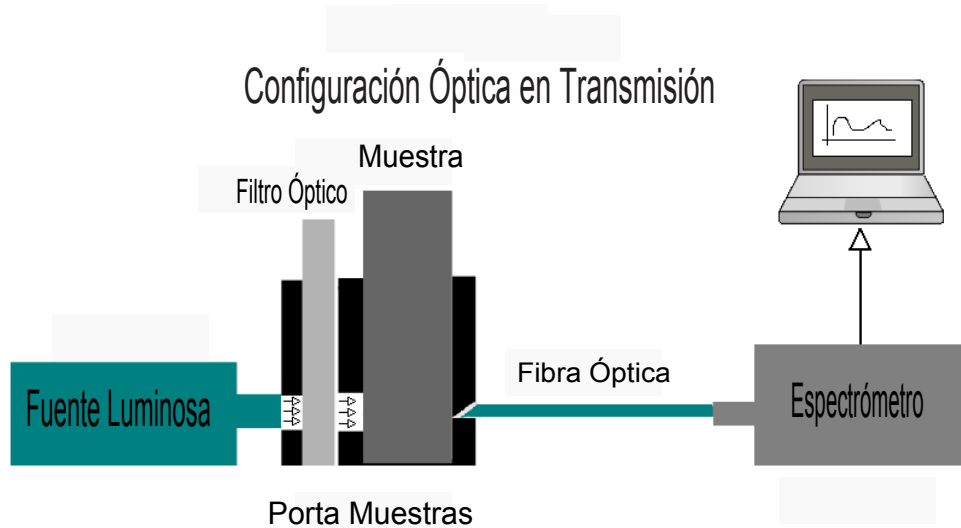 Configuración Óptica en Transmisión
Muestra
Filtro Óptico
Fibra Óptica
Fuente Luminosa
Espectrómetro
Porta Muestras